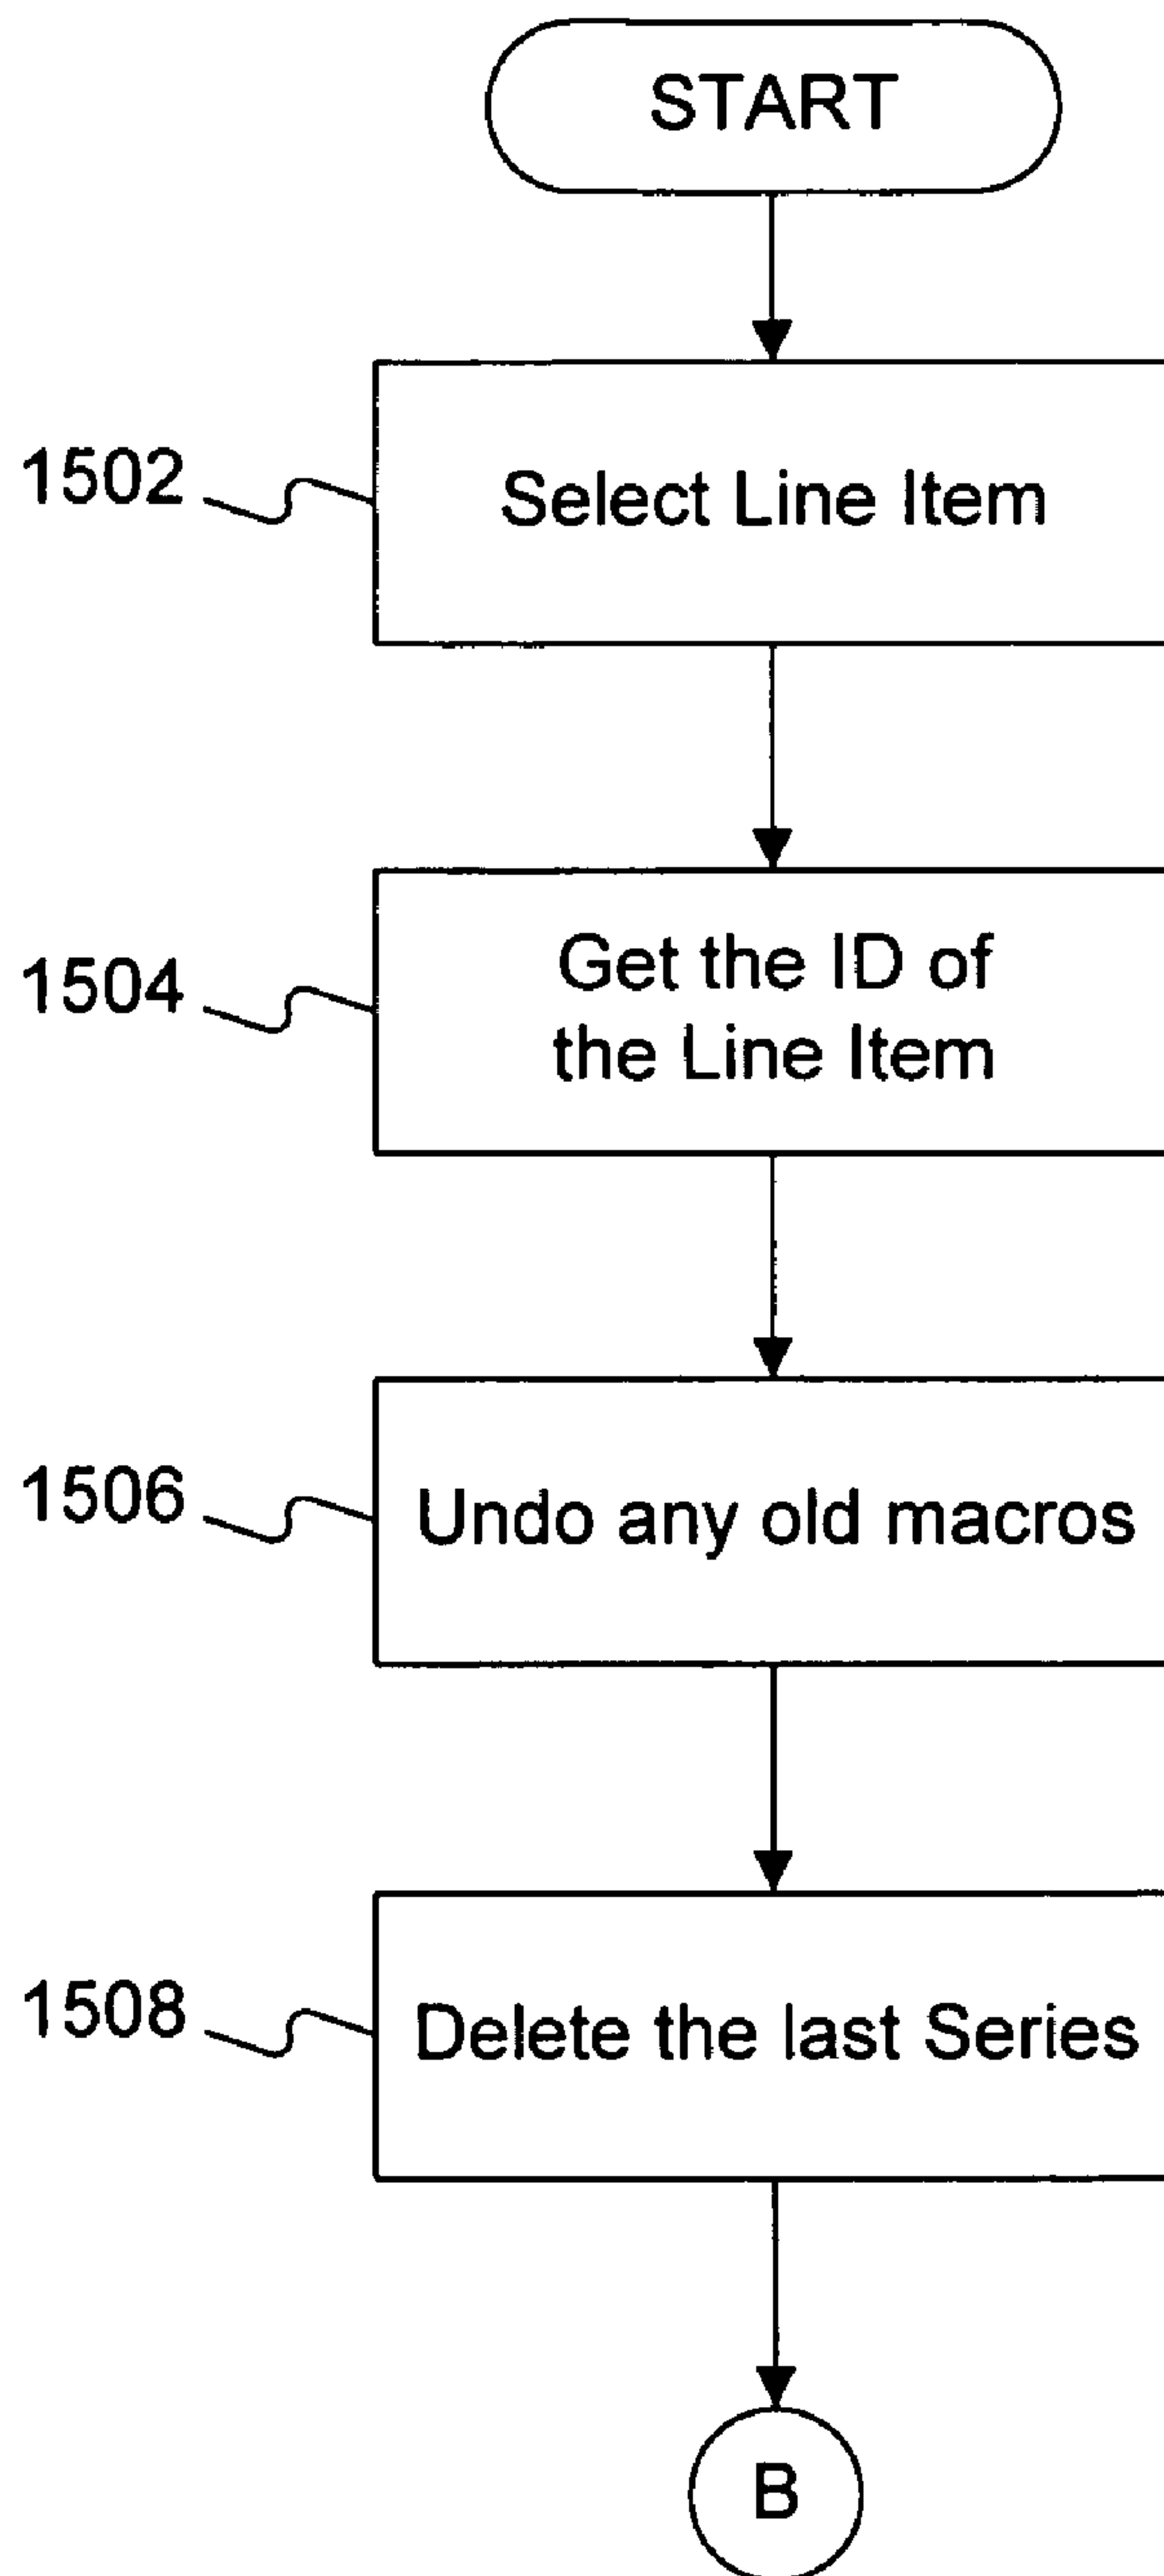 START
1502
Select Line Item
1504
Get the ID of
the Line Item
1506
Undo any old macros
1508
Delete the last Series
B